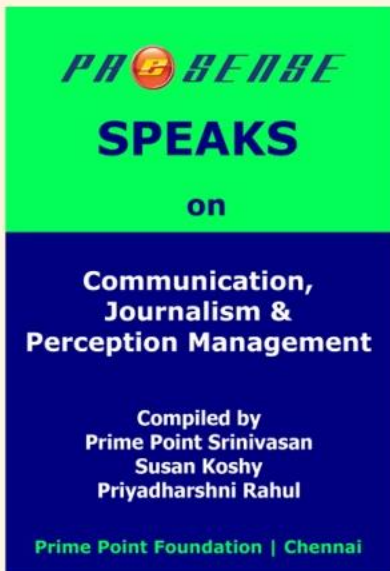 PReSENSE
SPEAKS
on
Communication,
Journalism &
Perception Management
Compiled by
Prime Point Srinivasan
Susan Koshy
Priyadharshni Rahul
Prime Point Foundation | Chennai